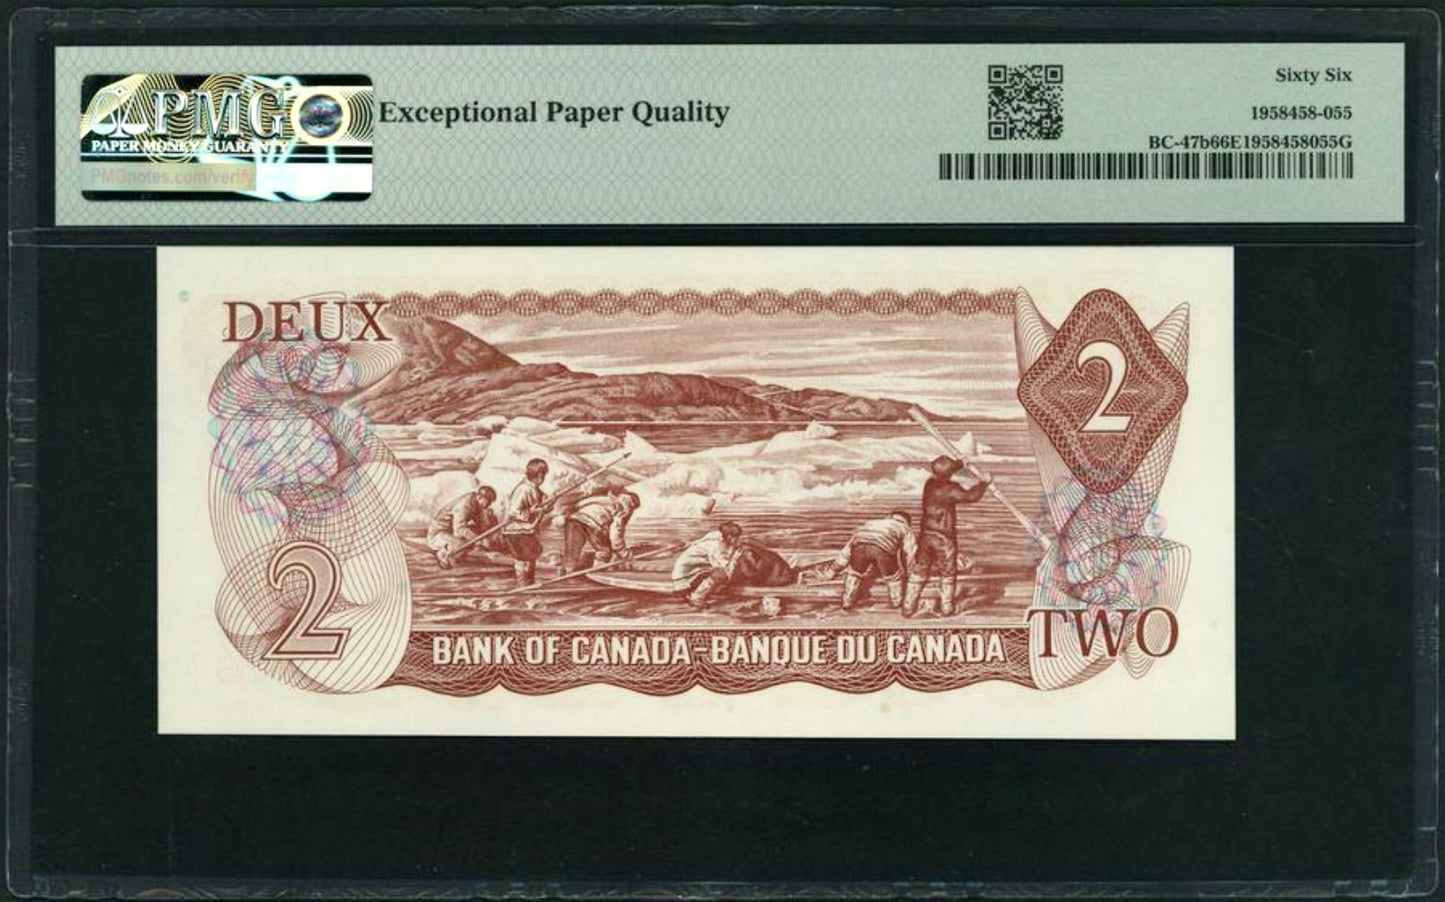 PMG
PAPER MONEY GUARANTY
PMGnotes.com/verify
Exceptional Paper Quality
Sixty Six
1958458-055
BC-47b66E1958458055G
DEUX
2
2
BANK OF CANADA-BANQUE DU CANADA
TWO